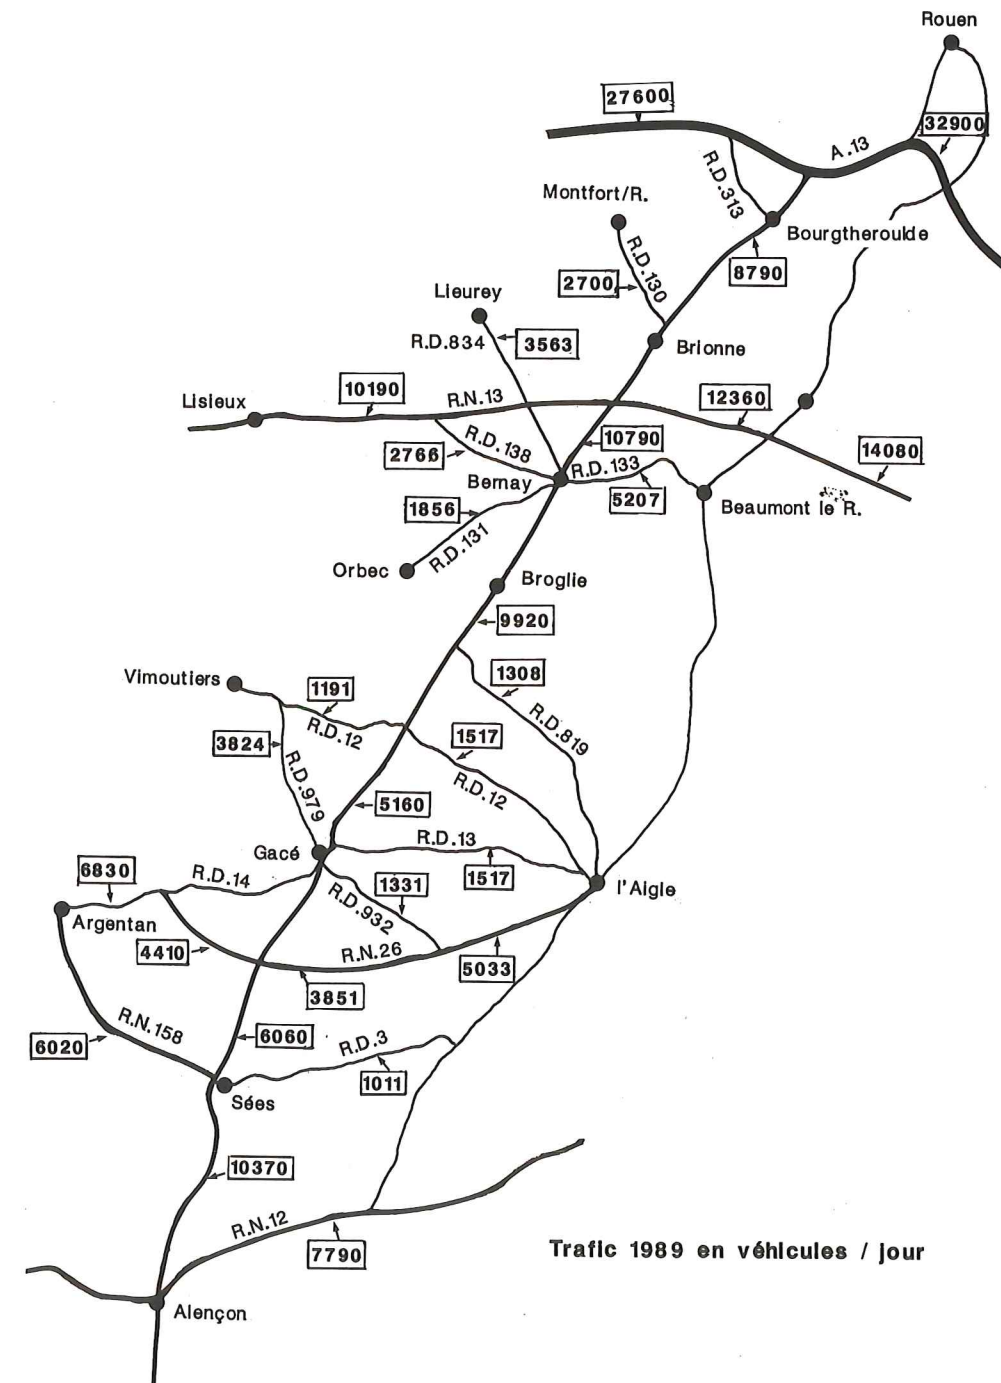 Rouen
27600
32900
A.13
R.D.313
Montfort/R.
Bourgtheroulde
R.D.130
8790
2700
Lieurey
R.D.834
3563
Brionne
10190
Lisieux
R.N.13
12360
10790
14080
R.D.138
2766
R.D.133
Bernay
5207
Beaumont le R.
1856
R.D.131
Orbec
Broglie
9920
Vimoutiers
1191
1308
R.D.12
R.D.819
3824
1517
R.D.979
R.D.12
5160
R.D.13
Gacé
6830
R.D.14
1331
1517
l'Aigle
R.D.932
Argentan
4410
R.N.26
5033
3851
R.N.158
6020
6060
R.D.3
1011
Sées
10370
R.N.12
7790
Trafic 1989 en véhicules / jour
Alençon